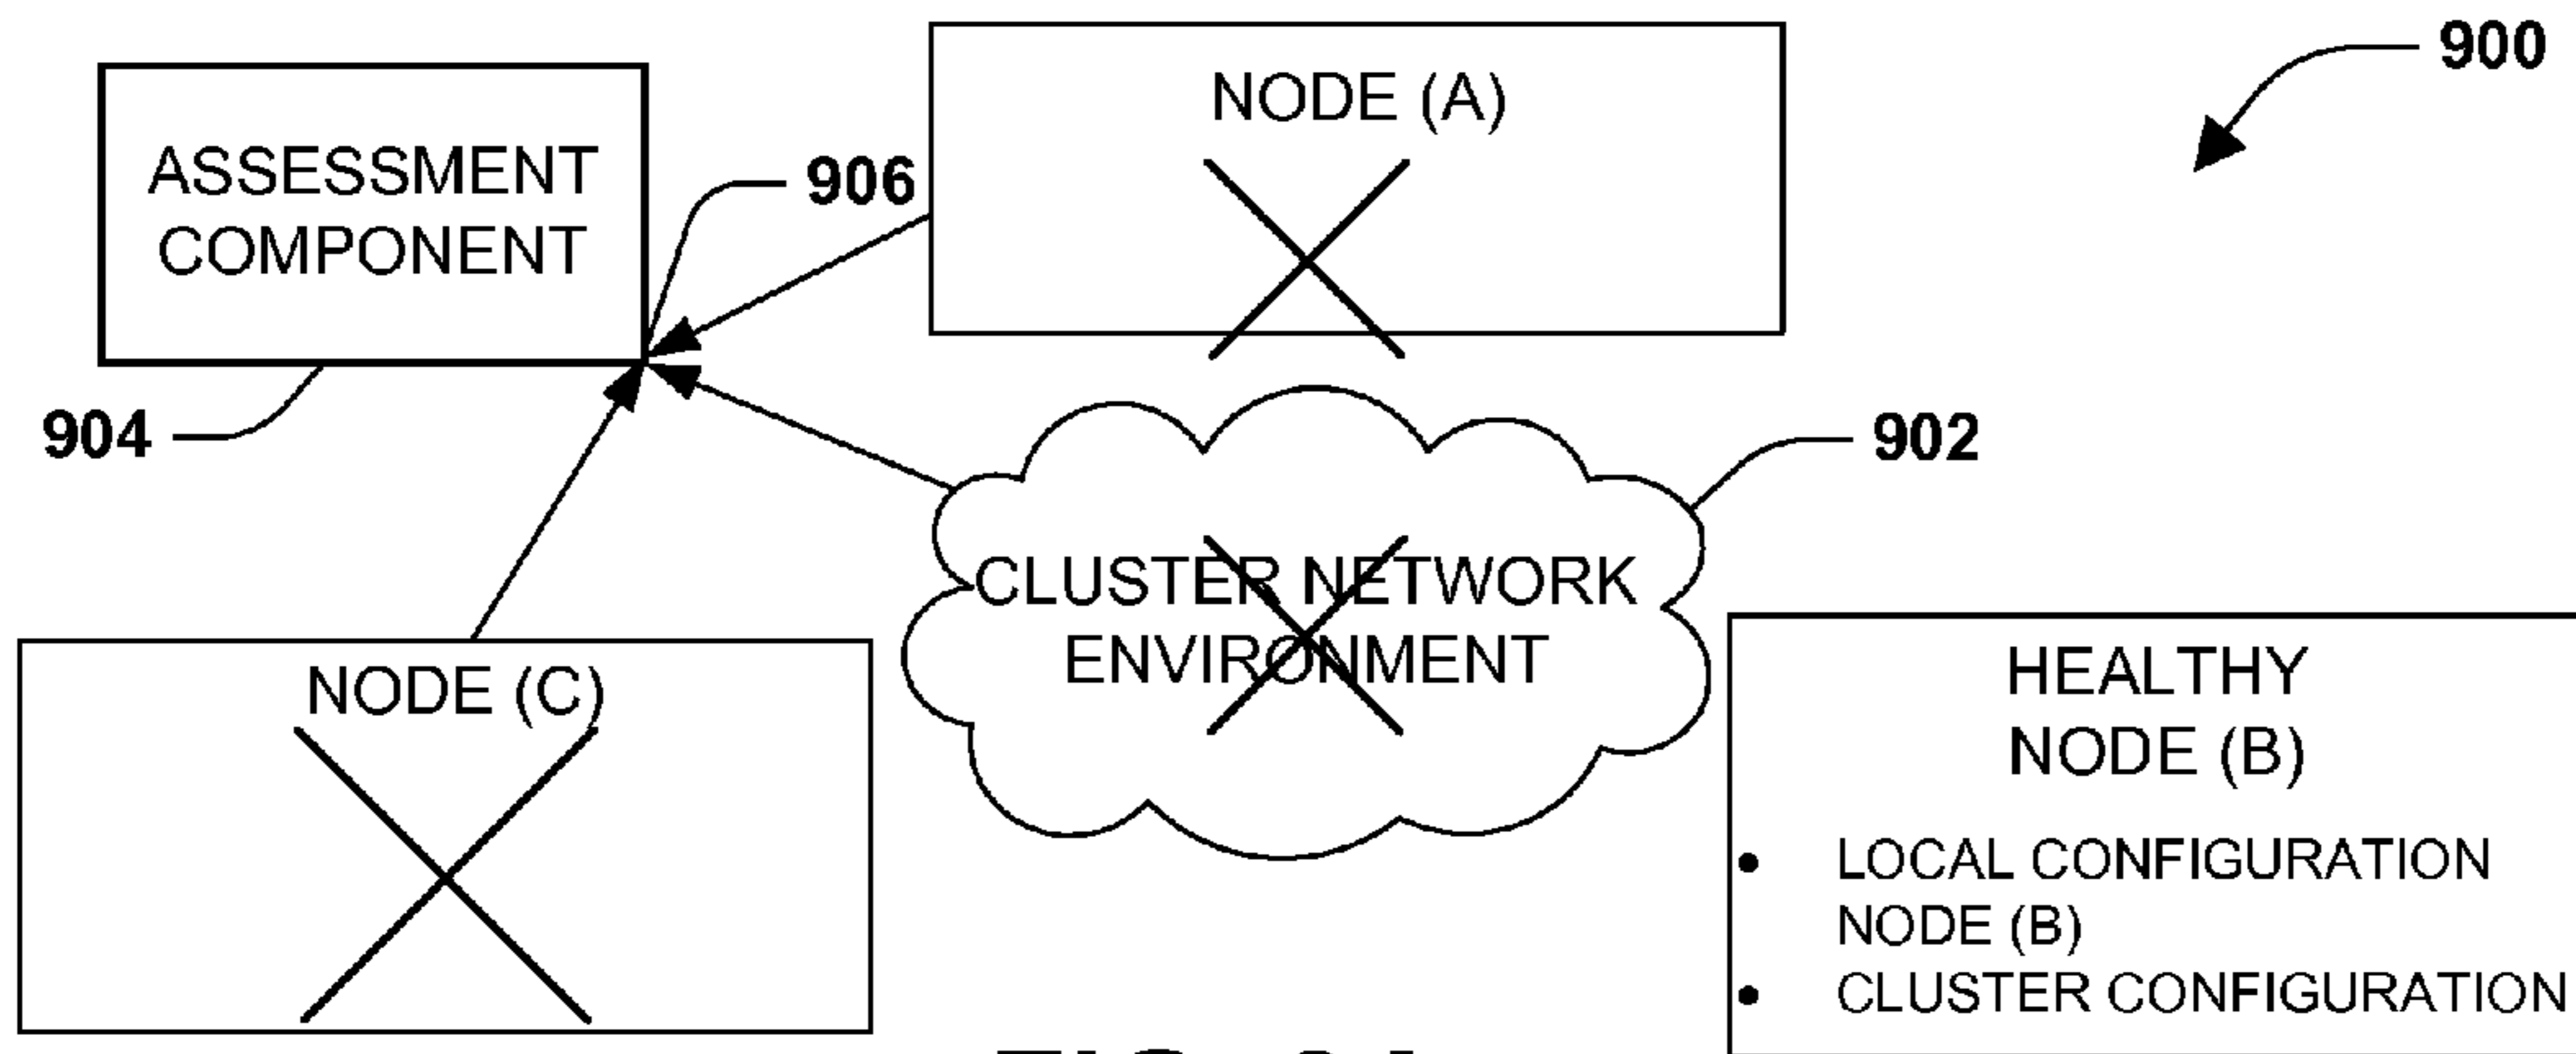 900
NODE (A)
ASSESSMENT
COMPONENT
906
904
902
CLUSTER NETWORK
ENVIRONMENT
NODE (C)
HEALTHY
NODE (B)
• LOCAL CONFIGURATION
NODE (B)
• CLUSTER CONFIGURATION